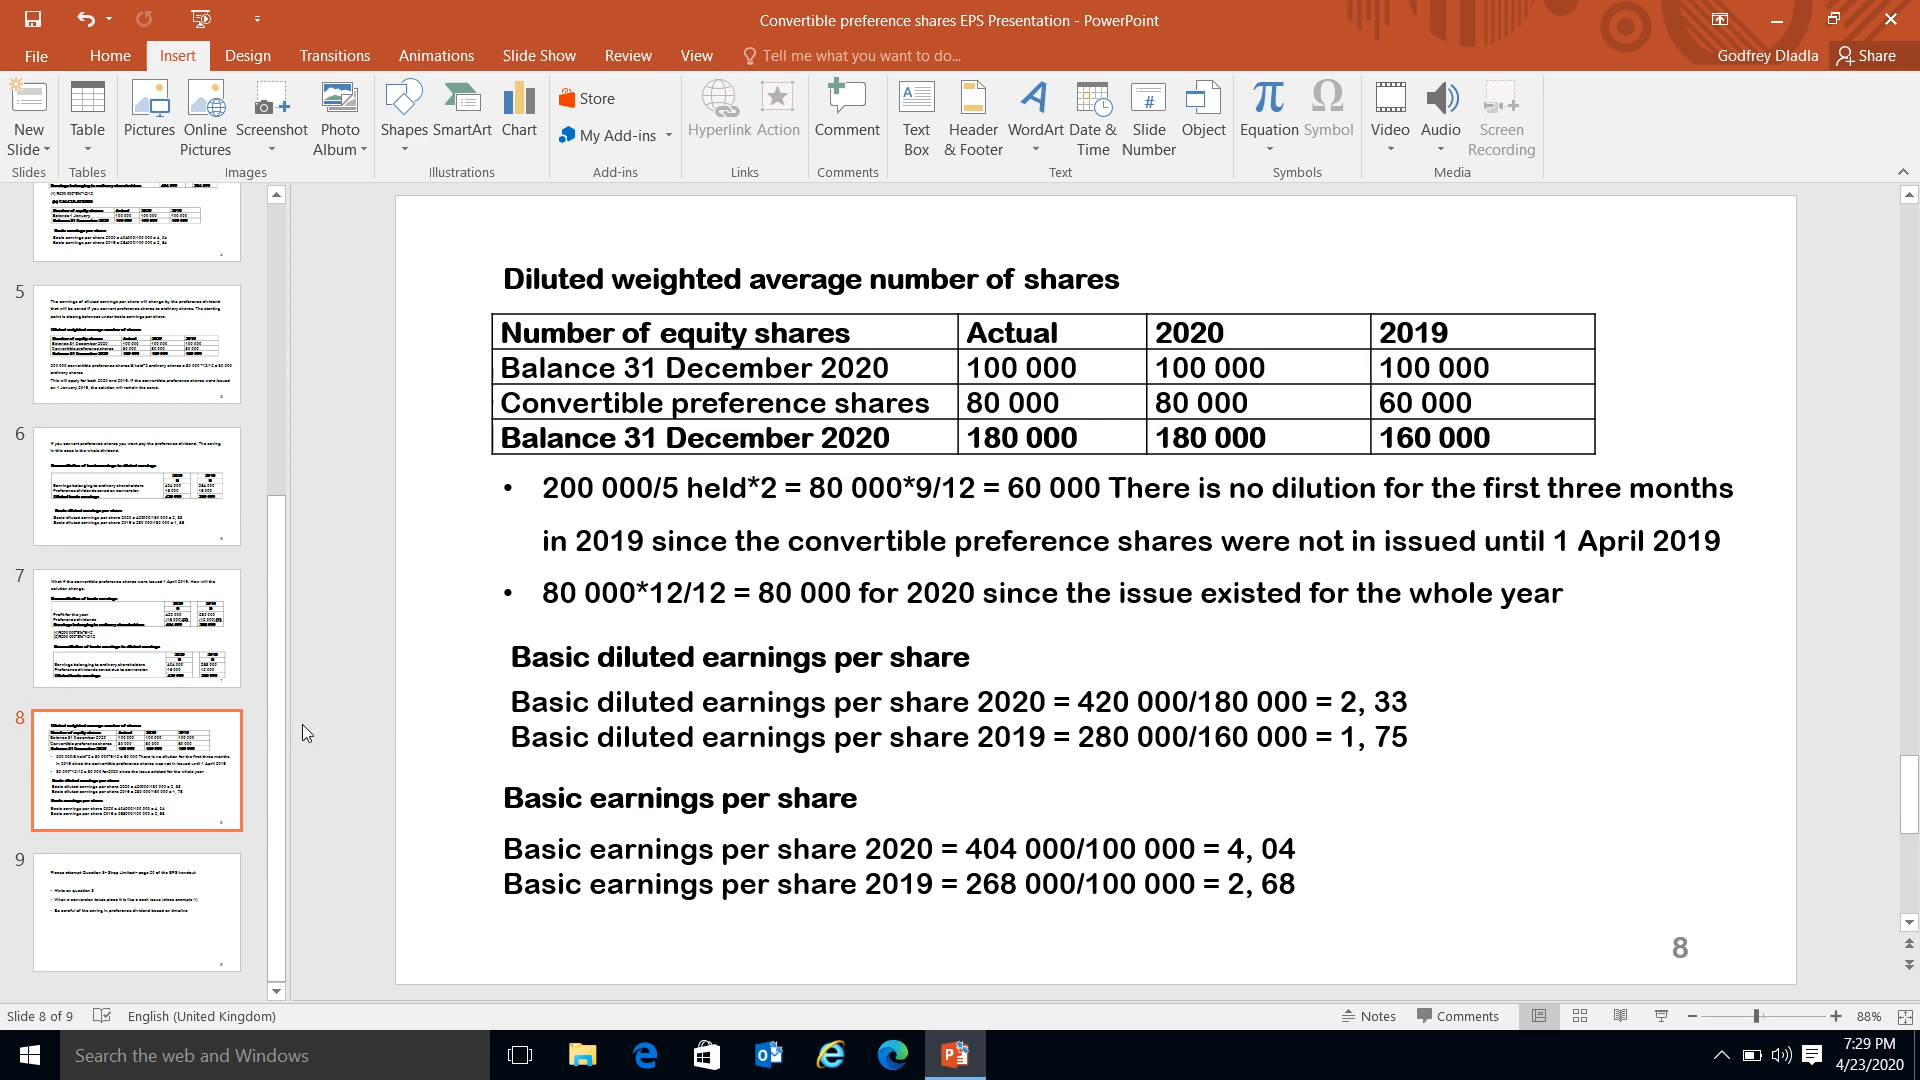 Convertible preference shares EPS Presentation - PowerPoint
File Home Insert Design Transitions Animations Slide Show Review View Tell me what you want to do... Godfrey Dladla Share
New Slide Table Pictures Online Pictures Screenshot Photo Album Shapes SmartArt Chart Store My Add-ins Hyperlink Action Comment Text Box Header & Footer WordArt Date & Time Slide Number Object Equation Symbol Video Audio Screen Recording
Slides Tables Images Illustrations Add-ins Links Comments Text Symbols Media
5
6
7
8
9
Diluted weighted average number of shares
Number of equity shares Actual 2020 2019
Balance 31 December 2020 100 000 100 000 100 000
Convertible preference shares 80 000 80 000 60 000
Balance 31 December 2020 180 000 180 000 160 000
• 200 000/5 held*2 = 80 000*9/12 = 60 000 There is no dilution for the first three months
in 2019 since the convertible preference shares were not in issued until 1 April 2019
• 80 000*12/12 = 80 000 for 2020 since the issue existed for the whole year
Basic diluted earnings per share
Basic diluted earnings per share 2020 = 420 000/180 000 = 2, 33
Basic diluted earnings per share 2019 = 280 000/160 000 = 1, 75
Basic earnings per share
Basic earnings per share 2020 = 404 000/100 000 = 4, 04
Basic earnings per share 2019 = 268 000/100 000 = 2, 68
8
Slide 8 of 9 English (United Kingdom) Notes Comments 88%
Search the web and Windows
7:29 PM
4/23/2020